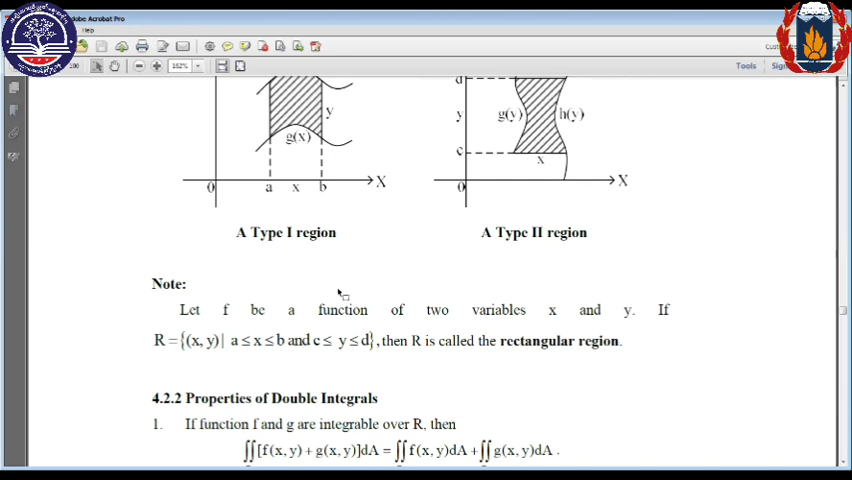 Adobe Acrobat Pro
Help
162%
Tools
d
y
g(x)
0
a
x
b
X
y
g(y)
h(y)
c
x
0
X
A Type I region
A Type II region
Note:
Let f be a function of two variables x and y. If
R={(x, y)| a≤x≤b and c≤ y≤d}, then R is called the rectangular region.
4.2.2 Properties of Double Integrals
1. If function f and g are integrable over R, then
∬[f(x, y)+g(x, y)]dA = ∬f(x, y)dA + ∬g(x, y)dA .